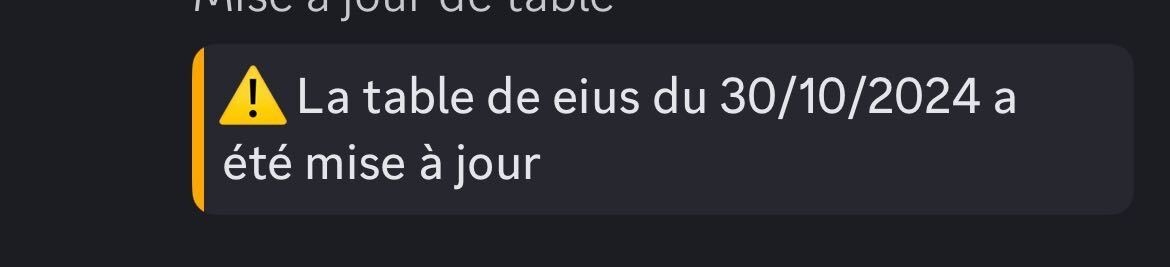 Mise à jour de table
⚠️ La table de eius du 30/10/2024 a
été mise à jour